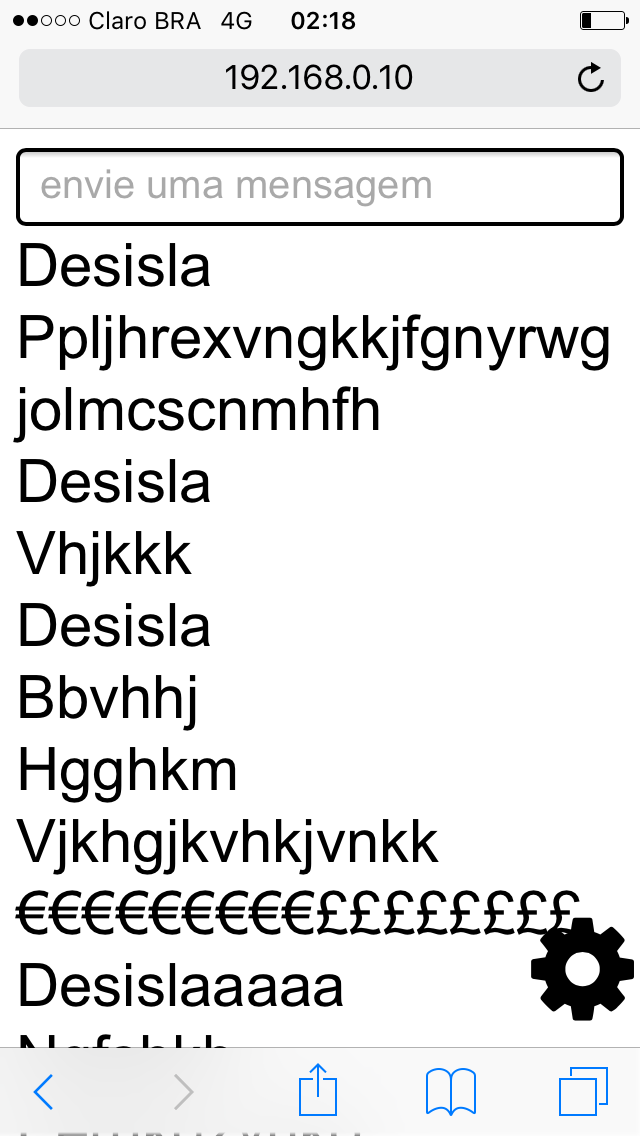 Claro BRA 4G 02:18
192.168.0.10
envie uma mensagem
Desisla
Ppljhrexvngkkjfgnyrwg
jolmcscnmhfh
Desisla
Vhjkkk
Desisla
Bbvhhj
Hgghkm
Vjkhgjkvhkjvnkk
€€€€€€€€€££££££££
Desislaaaaa